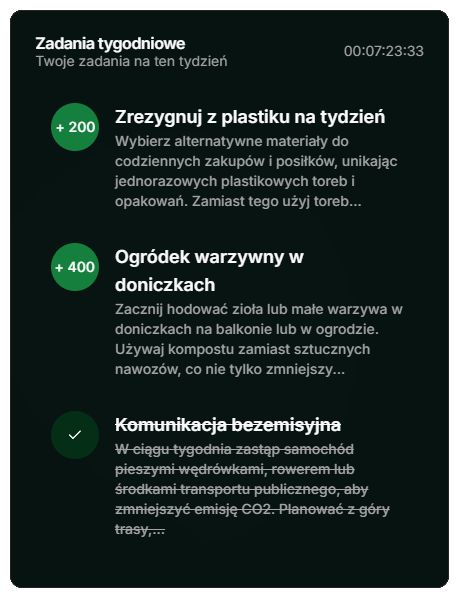 Zadania tygodniowe
Twoje zadania na ten tydzień
00:07:23:33
+ 200
Zrezygnuj z plastiku na tydzień
Wybierz alternatywne materiały do
codziennych zakupów i posiłków, unikając
jednorazowych plastikowych toreb i
opakowań. Zamiast tego użyj toreb...
+ 400
Ogródek warzywny w
doniczkach
Zacznij hodować zioła lub małe warzywa w
doniczkach na balkonie lub w ogrodzie.
Używaj kompostu zamiast sztucznych
nawozów, co nie tylko zmniejszy...
Komunikacja bezemisyjna
W ciągu tygodnia zastąp samochód
pieszymi wędrówkami, rowerem lub
środkami transportu publicznego, aby
zmniejszyć emisję CO2. Planować z góry
trasy,...